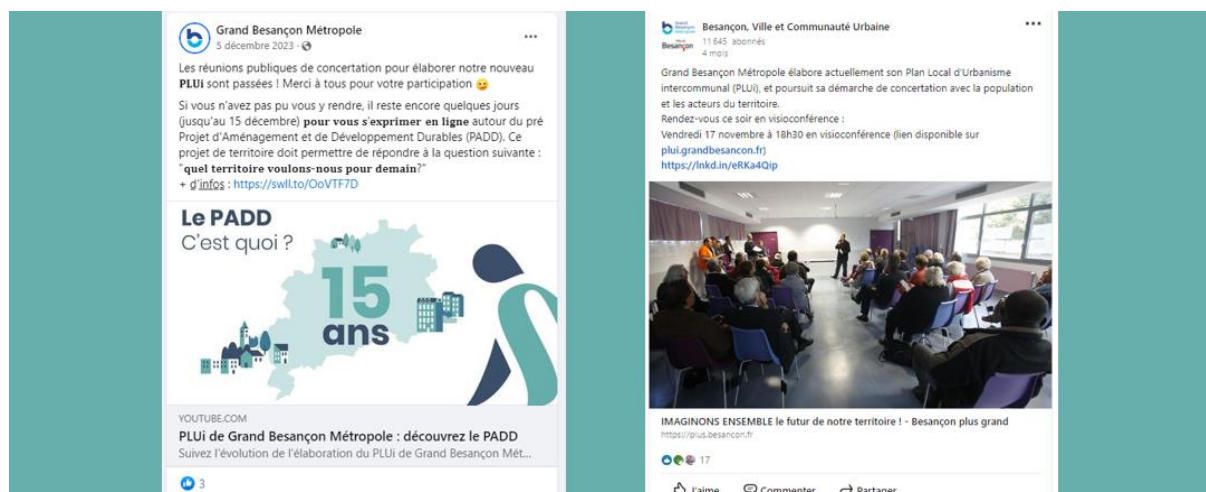 Grand Besançon Métropole
5 décembre 2023 ·
Les réunions publiques de concertation pour élaborer notre nouveau
PLUi sont passées ! Merci à tous pour votre participation 😉
Si vous n'avez pas pu vous y rendre, il reste encore quelques jours
(jusqu'au 15 décembre) pour vous s'exprimer en ligne autour du pré
Projet d'Aménagement et de Développement Durables (PADD). Ce
projet de territoire doit permettre de répondre à la question suivante :
"quel territoire voulons-nous pour demain?"
+ d'infos : https://swll.to/OoVTF7D
Le PADD
C'est quoi ?
15
ans
YOUTUBE.COM
PLUi de Grand Besançon Métropole : découvrez le PADD
Suivez l'évolution de l'élaboration du PLUi de Grand Besançon Mét...
3
Grand
Besançon
Métropole
Besançon
Besançon, Ville et Communauté Urbaine
11 645 abonnés
4 mois
Grand Besançon Métropole élabore actuellement son Plan Local d'Urbanisme
intercommunal (PLUi), et poursuit sa démarche de concertation avec la population
et les acteurs du territoire.
Rendez-vous ce soir en visioconférence :
Vendredi 17 novembre à 18h30 en visioconférence (lien disponible sur
plui.grandbesancon.fr)
https://lnkd.in/eRKa4Qip
IMAGINONS ENSEMBLE le futur de notre territoire ! - Besançon plus grand
https://plus.besancon.fr
17
J'aime Commenter Partager